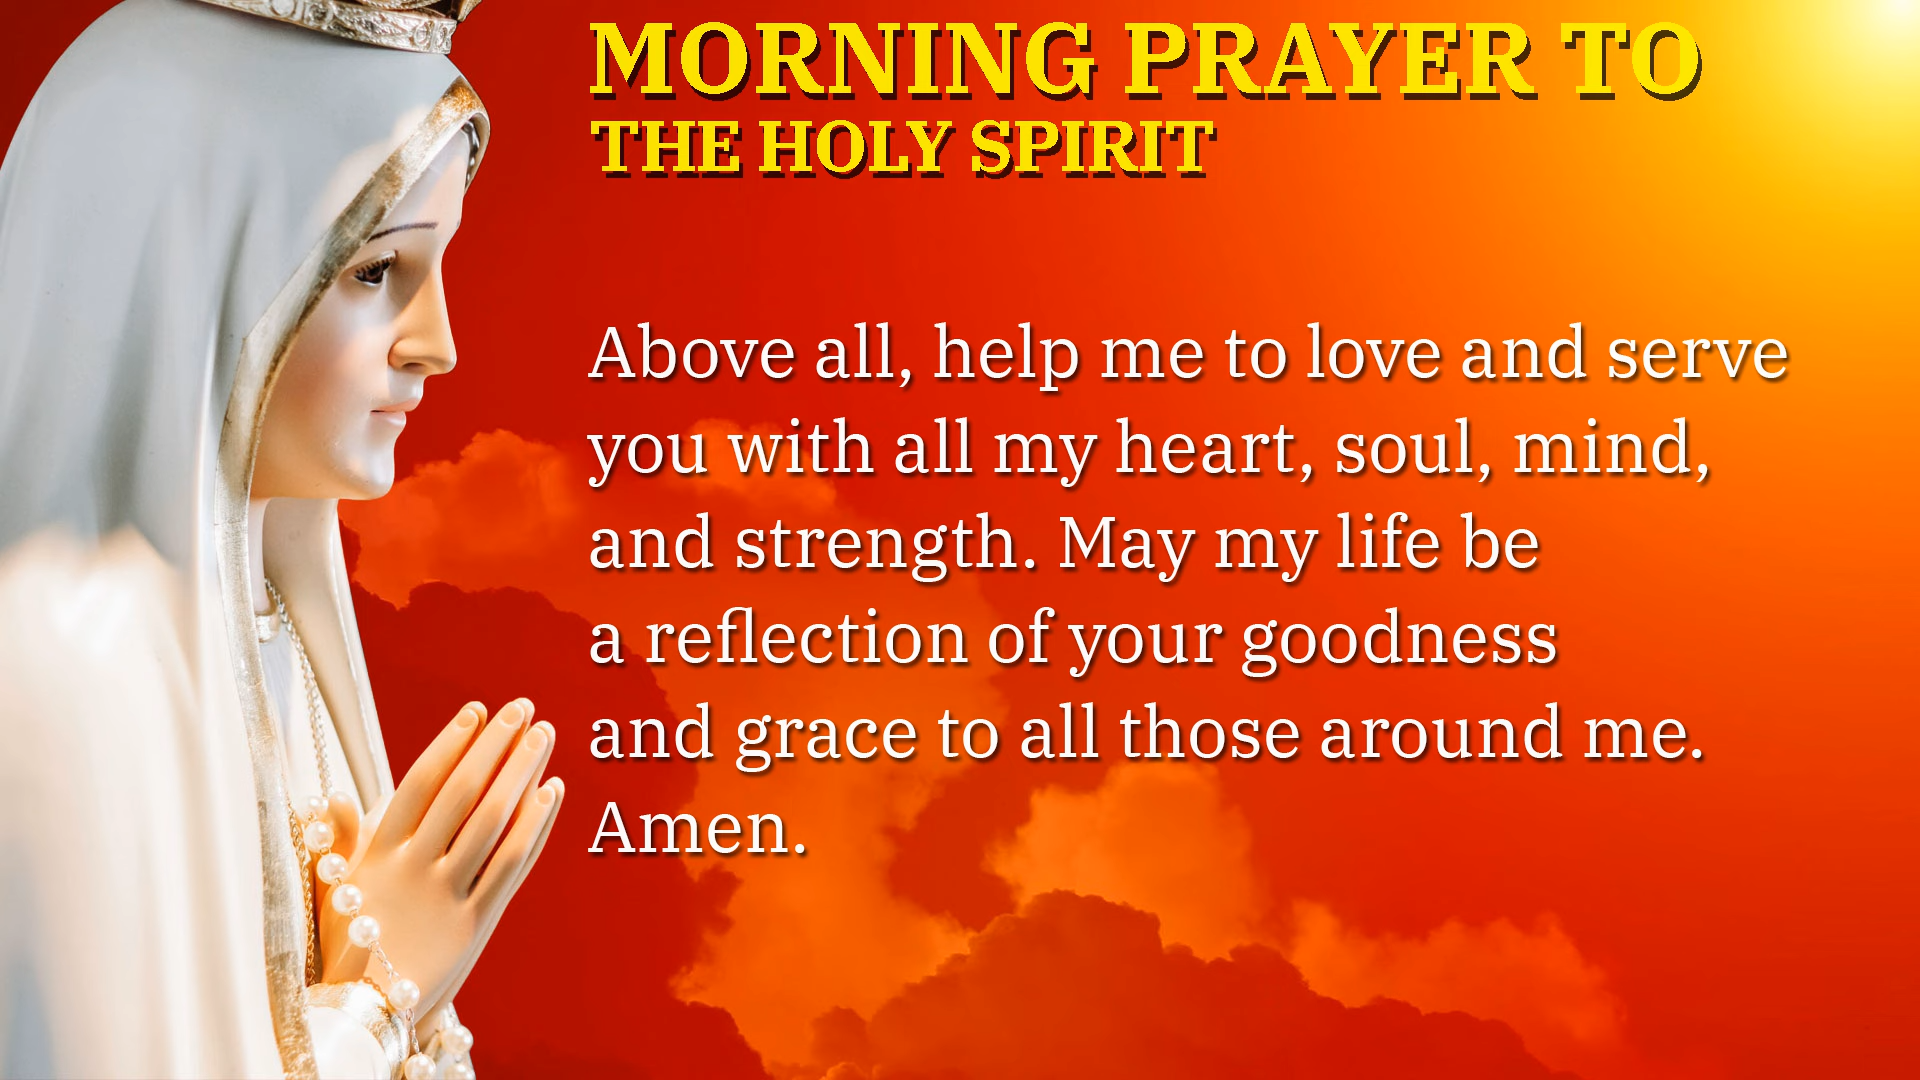 MORNING PRAYER TO
THE HOLY SPIRIT
Above all, help me to love and serve
you with all my heart, soul, mind,
and strength. May my life be
a reflection of your goodness
and grace to all those around me.
Amen.